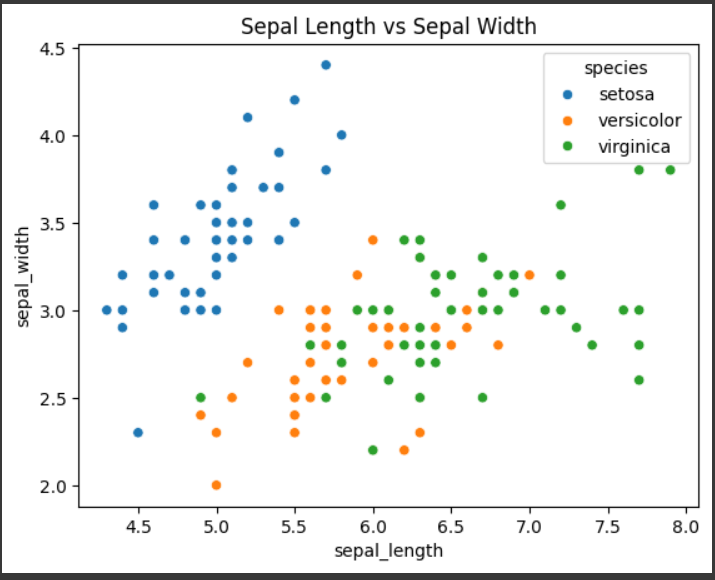 Sepal Length vs Sepal Width
species
setosa
versicolor
virginica
4.5
4.0
3.5
3.0
2.5
2.0
sepal_width
4.5 5.0 5.5 6.0 6.5 7.0 7.5 8.0
sepal_length